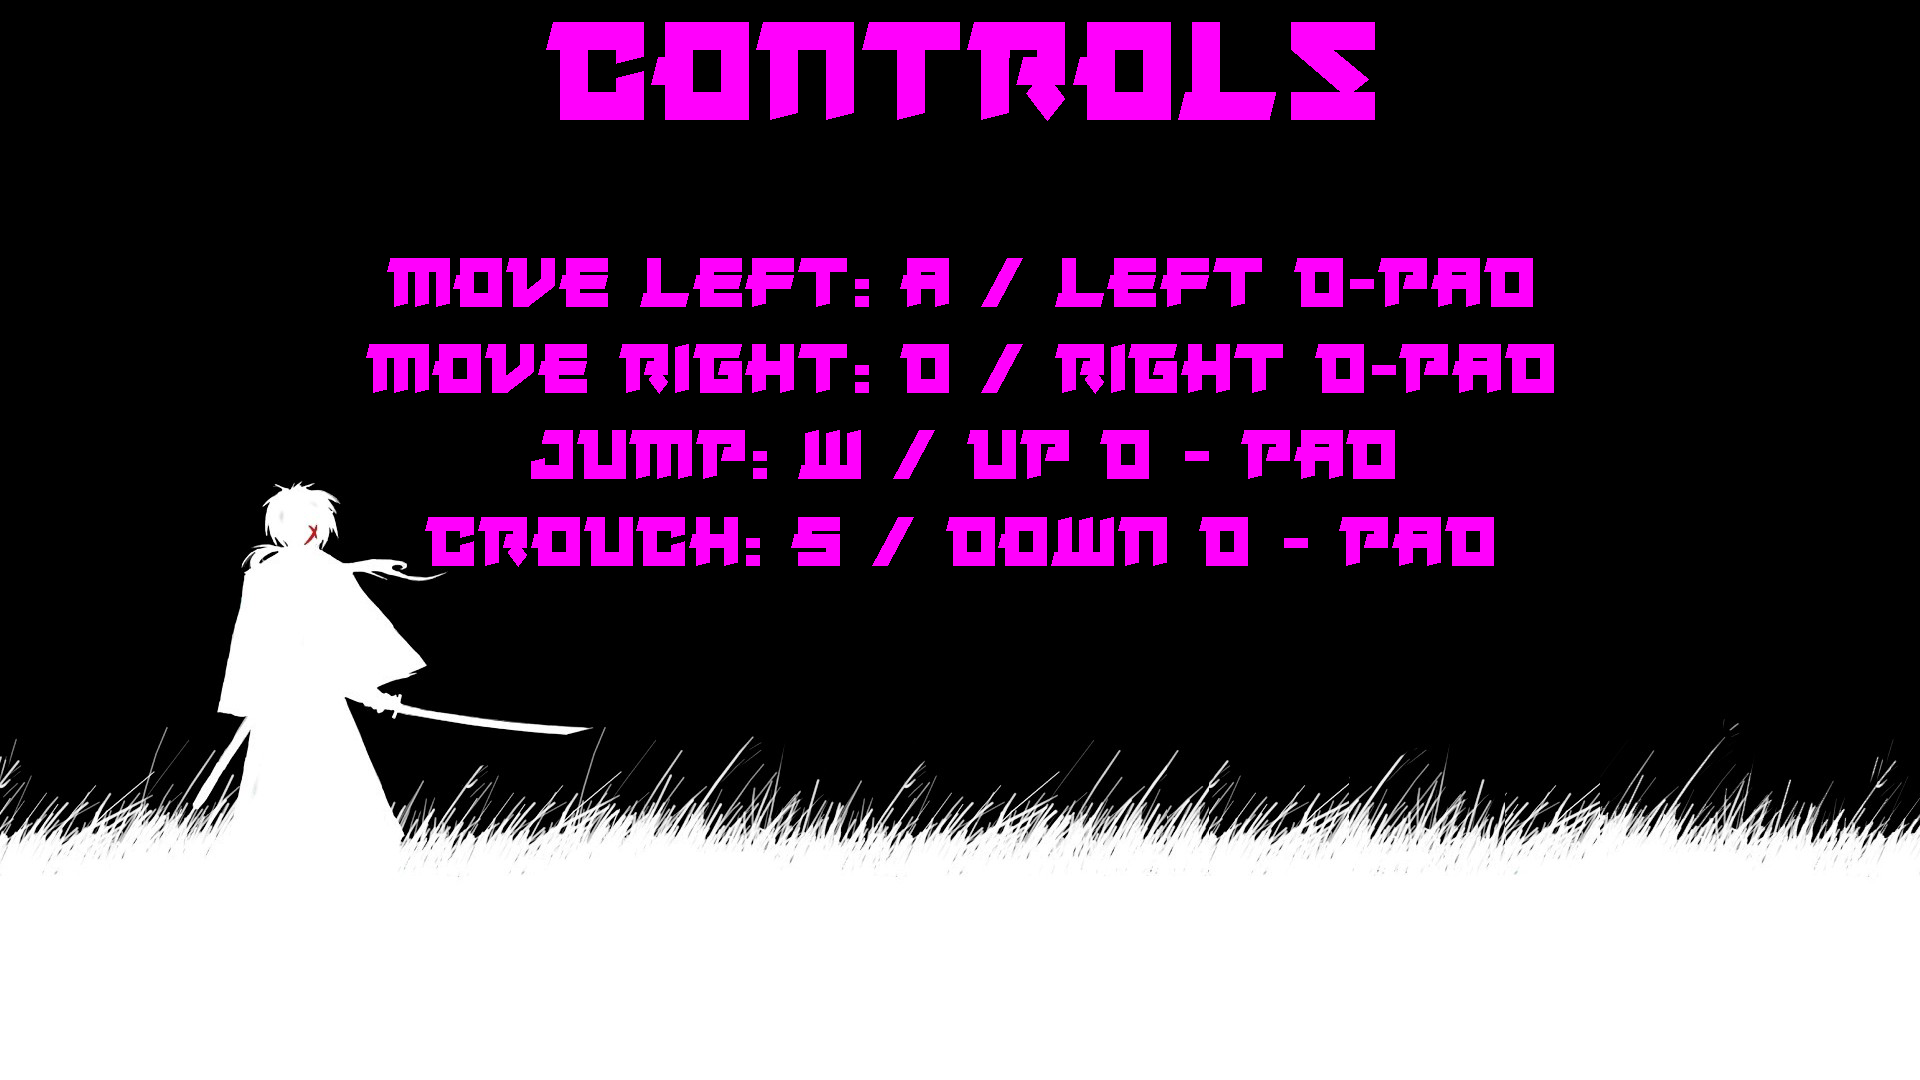 CONTROLS
MOVE LEFT: A / LEFT D-PAD
MOVE RIGHT: D / RIGHT D-PAD
JUMP: W / UP D - PAD
CROUCH: S / DOWN D - PAD